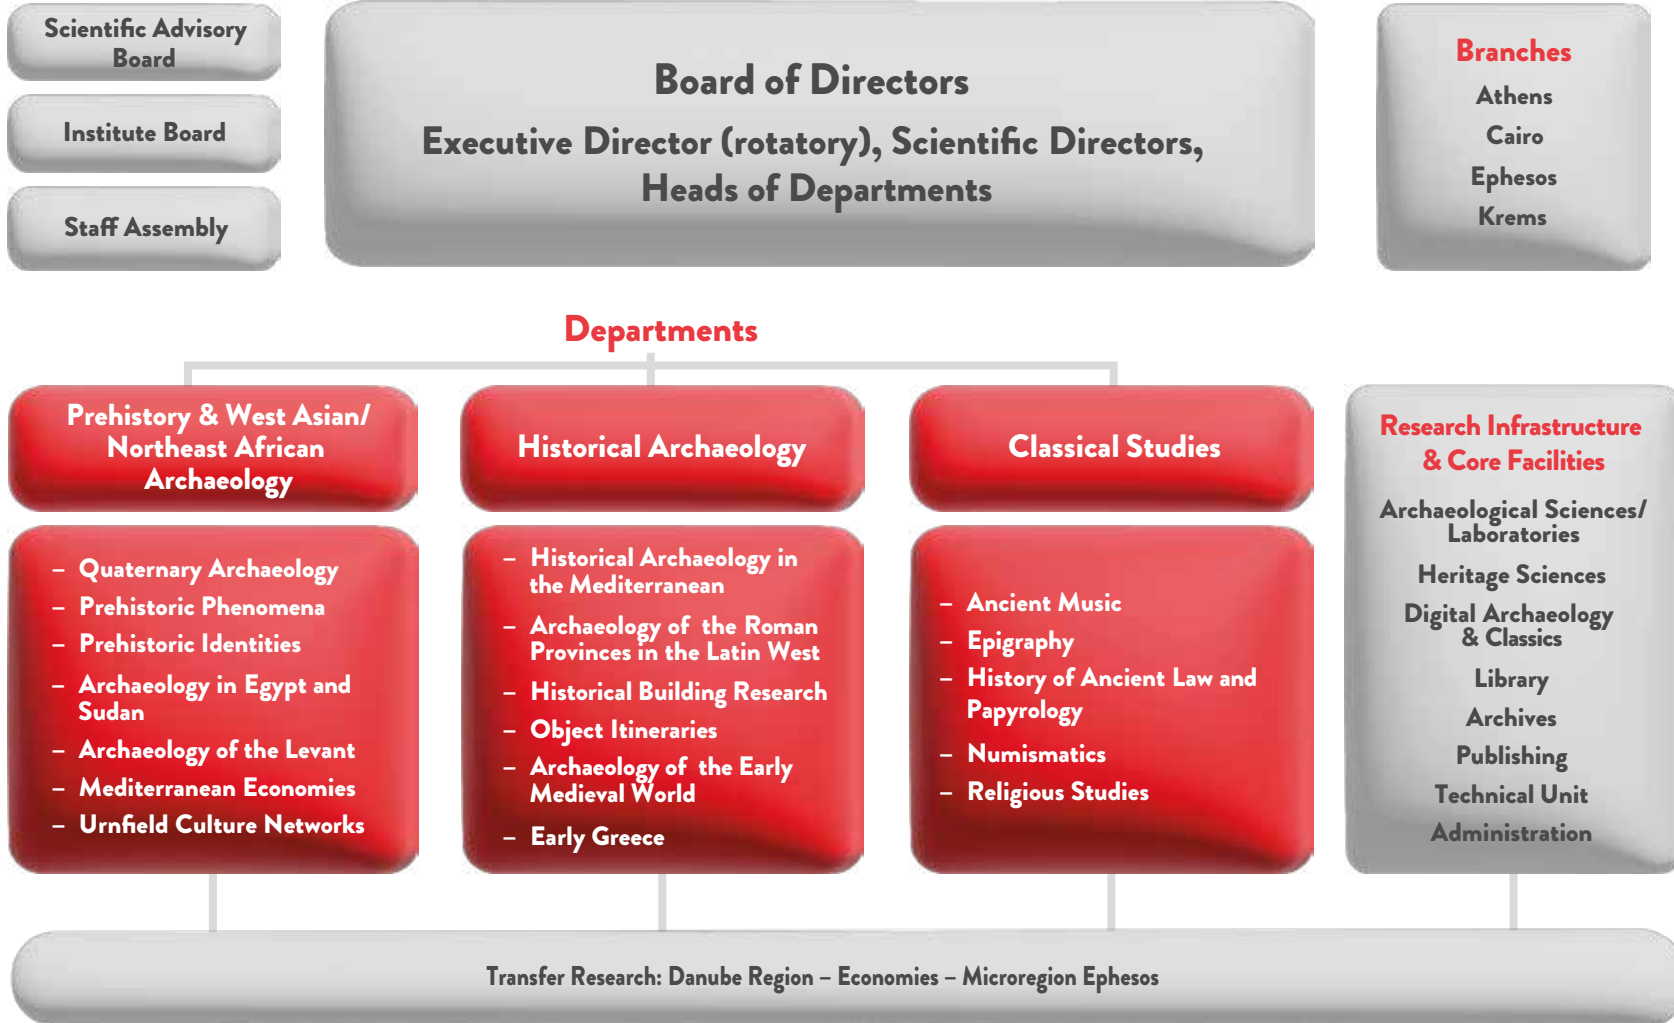 Scientific Advisory
Board
Institute Board
Staff Assembly
Board of Directors
Executive Director (rotatory), Scientific Directors,
Heads of Departments
Branches
Athens
Cairo
Ephesos
Krems
Departments
Prehistory & West Asian/
Northeast African
Archaeology
– Quaternary Archaeology
– Prehistoric Phenomena
– Prehistoric Identities
– Archaeology in Egypt and
Sudan
– Archaeology of the Levant
– Mediterranean Economies
– Urnfield Culture Networks
Historical Archaeology
– Historical Archaeology in
the Mediterranean
– Archaeology of the Roman
Provinces in the Latin West
– Historical Building Research
– Object Itineraries
– Archaeology of the Early
Medieval World
– Early Greece
Classical Studies
– Ancient Music
– Epigraphy
– History of Ancient Law and
Papyrology
– Numismatics
– Religious Studies
Research Infrastructure
& Core Facilities
Archaeological Sciences/
Laboratories
Heritage Sciences
Digital Archaeology
& Classics
Library
Archives
Publishing
Technical Unit
Administration
Transfer Research: Danube Region – Economies – Microregion Ephesos